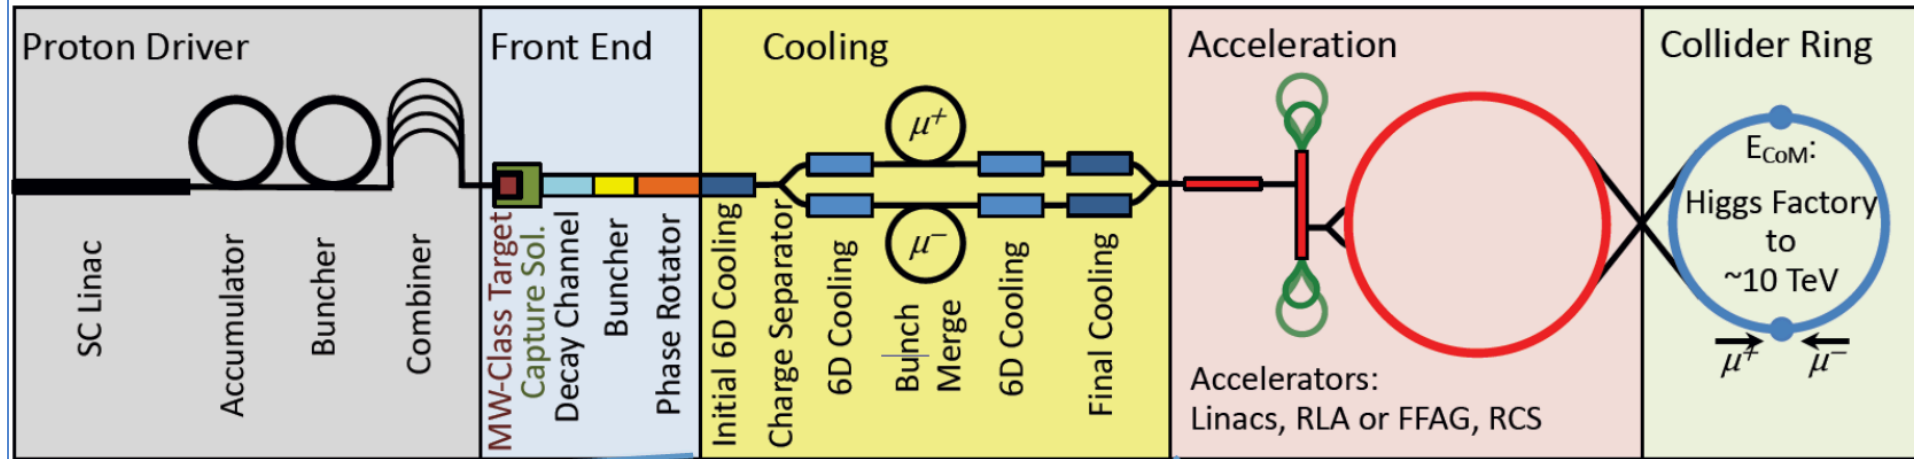 Proton Driver
Front End
Cooling
Acceleration
Collider Ring
SC Linac
Accumulator
Buncher
Combiner
MW-Class Target
Capture Sol.
Decay Channel
Buncher
Phase Rotator
Initial 6D Cooling
Charge Separator
6D Cooling
μ+
μ−
Bunch
Merge
6D Cooling
Final Cooling
Accelerators:
Linacs, RLA or FFAG, RCS
ECoM:
Higgs Factory
to
~10 TeV
μ+ μ−